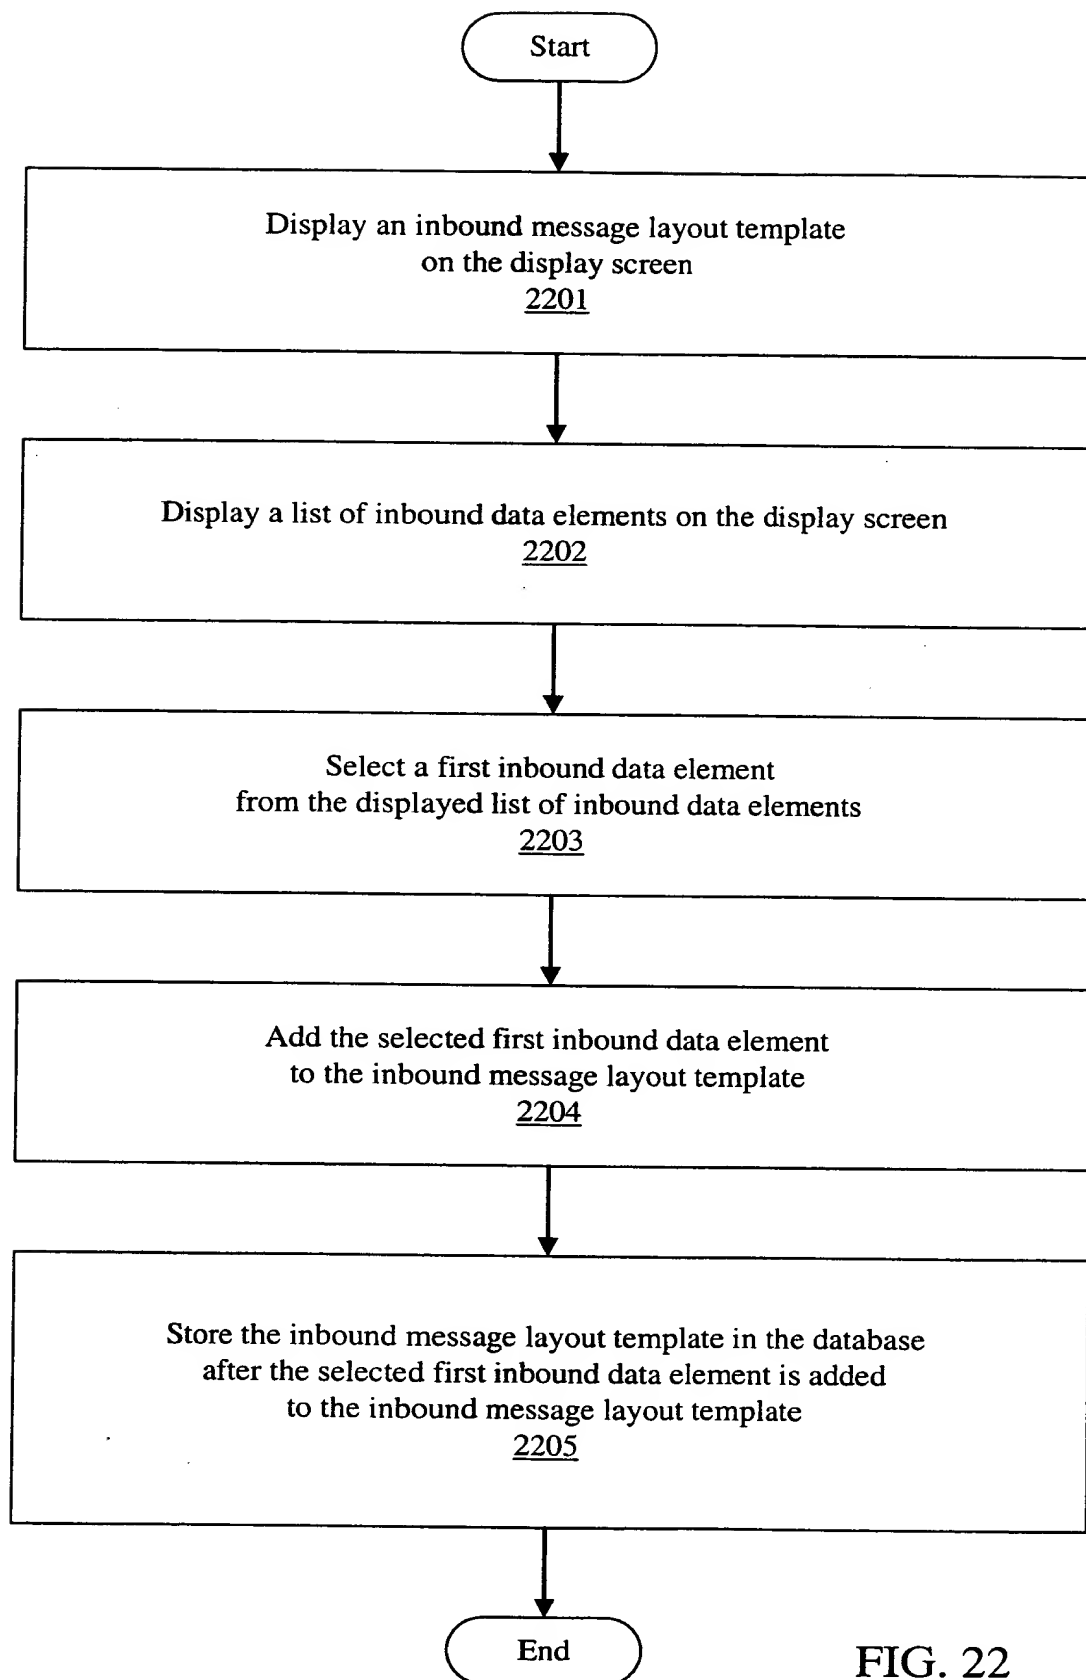 Start
Display an inbound message layout template
on the display screen
2201
Display a list of inbound data elements on the display screen
2202
Select a first inbound data element
from the displayed list of inbound data elements
2203
Add the selected first inbound data element
to the inbound message layout template
2204
Store the inbound message layout template in the database
after the selected first inbound data element is added
to the inbound message layout template
2205
End
FIG. 22